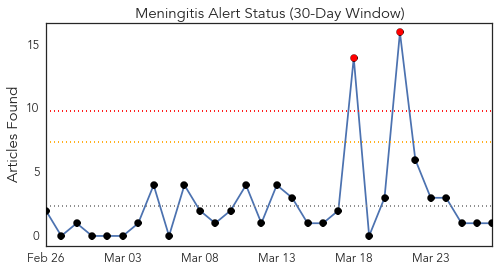 Meningitis Alert Status (30-Day Window)
Articles Found
15
10
5
0
Feb 26 Mar 03 Mar 08 Mar 13 Mar 18 Mar 23